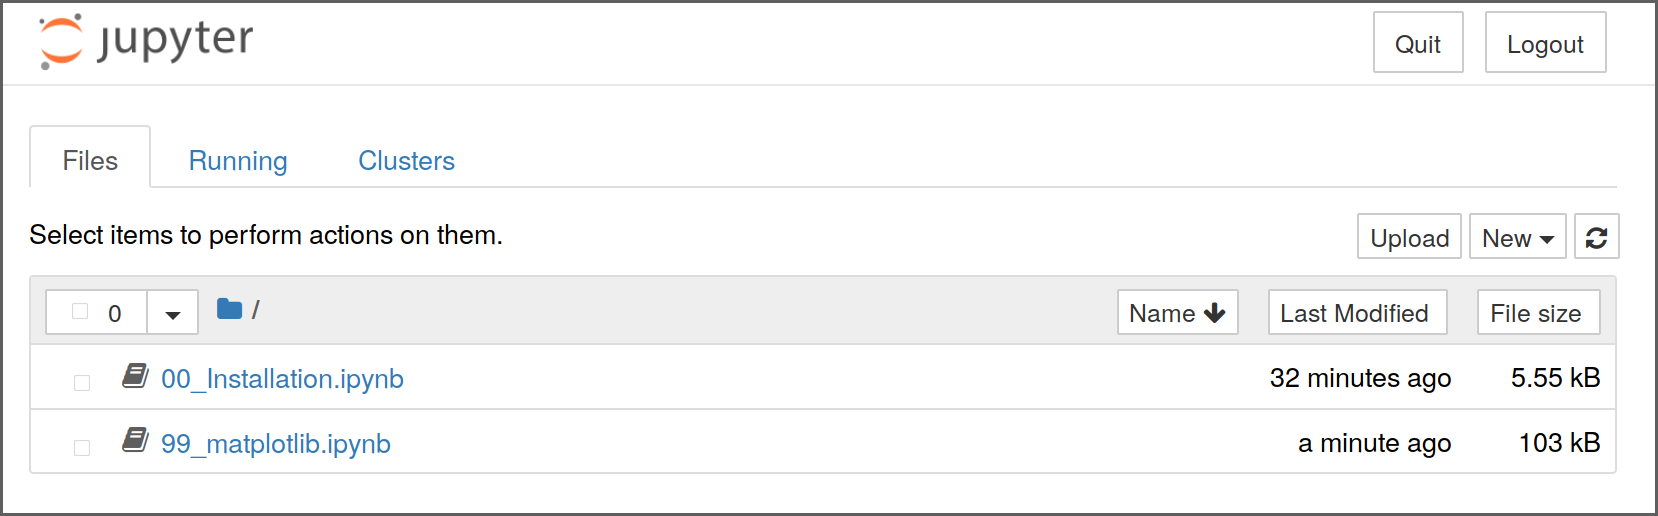 jupyter
Quit Logout
Files Running Clusters
Select items to perform actions on them.
Upload New
0 / Name Last Modified File size
00_Installation.ipynb 32 minutes ago 5.55 kB
99_matplotlib.ipynb a minute ago 103 kB